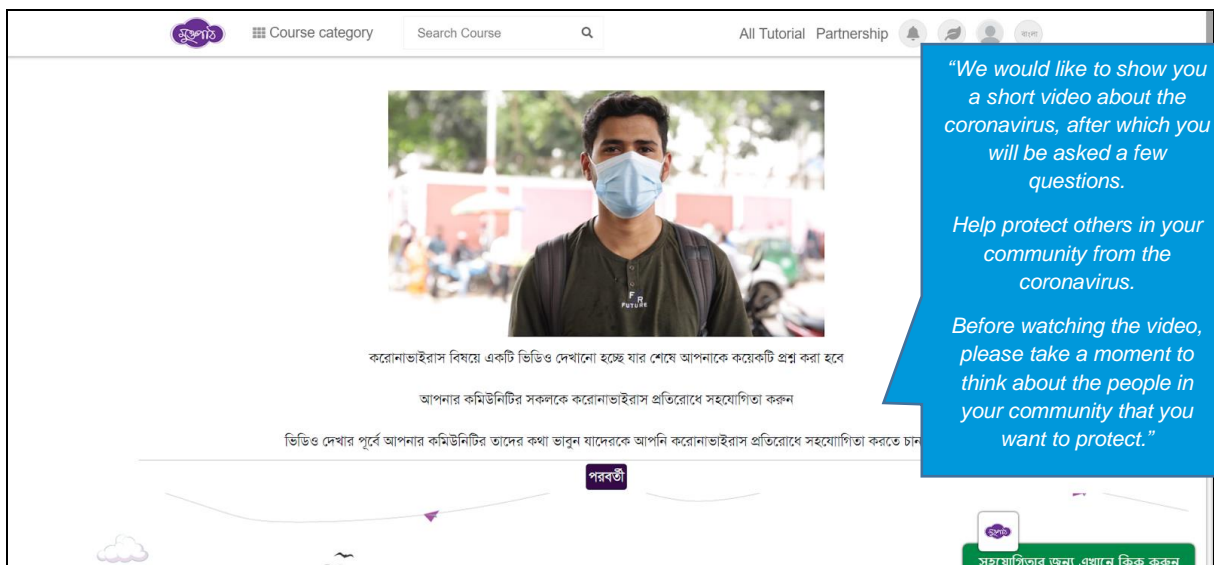 মুক্তপাঠ
Course category
Search Course
All Tutorial Partnership
বাংলা
“We would like to show you
a short video about the
coronavirus, after which you
will be asked a few
questions.
Help protect others in your
community from the
coronavirus.
Before watching the video,
please take a moment to
think about the people in
your community that you
want to protect.”
F R
FUTURE
করোনাভাইরাস বিষয়ে একটি ভিডিও দেখানো হচ্ছে যার শেষে আপনাকে কয়েকটি প্রশ্ন করা হবে
আপনার কমিউনিটির সকলকে করোনাভাইরাস প্রতিরোধে সহযোগিতা করুন
ভিডিও দেখার পূর্বে আপনার কমিউনিটির তাদের কথা ভাবুন যাদেরকে আপনি করোনাভাইরাস প্রতিরোধে সহযোাগিতা করতে চান
পরবর্তী
মুক্তপাঠ
সহযোগিতার জন্য এখানে ক্লিক করুন